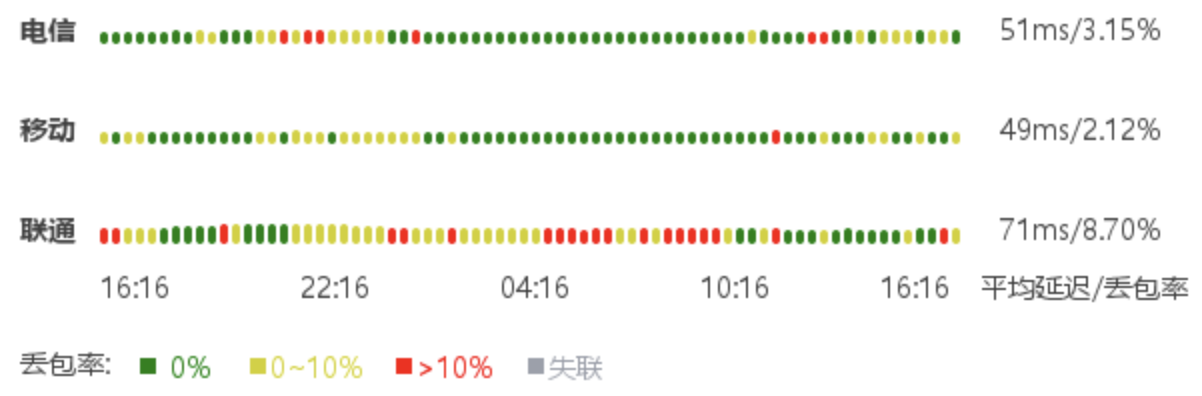 电信 51ms/3.15%
移动 49ms/2.12%
联通 71ms/8.70%
16:16 22:16 04:16 10:16 16:16 平均延迟/丢包率
丢包率: 0% 0~10% >10% 失联